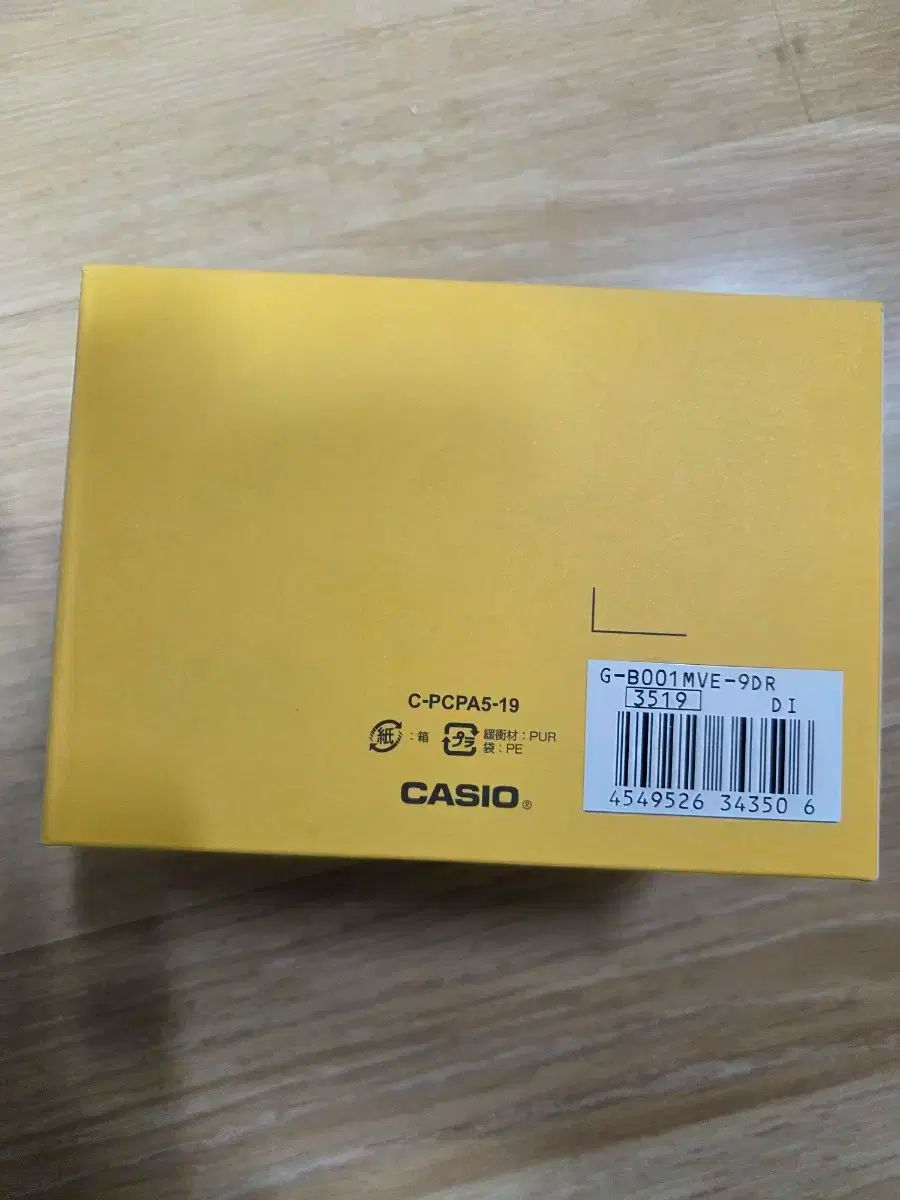 C-PCPA5-19
紙 : 箱
プラ 緩衝材 : PUR
袋 : PE
CASIO®
G-B001MVE-9DR
3519 DI
4549526 34350 6